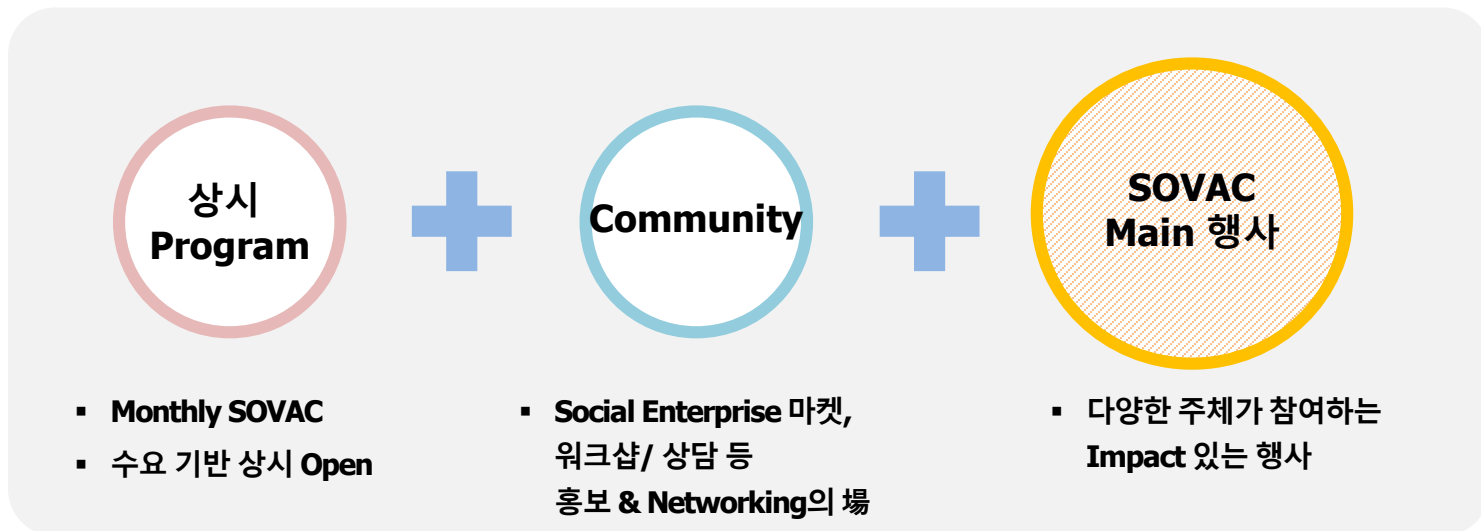 상시
Program
Community
SOVAC
Main 행사
▪ Monthly SOVAC
▪ 수요 기반 상시 Open
▪ Social Enterprise 마켓,
워크샵/ 상담 등
홍보 & Networking의 場
▪ 다양한 주체가 참여하는
Impact 있는 행사